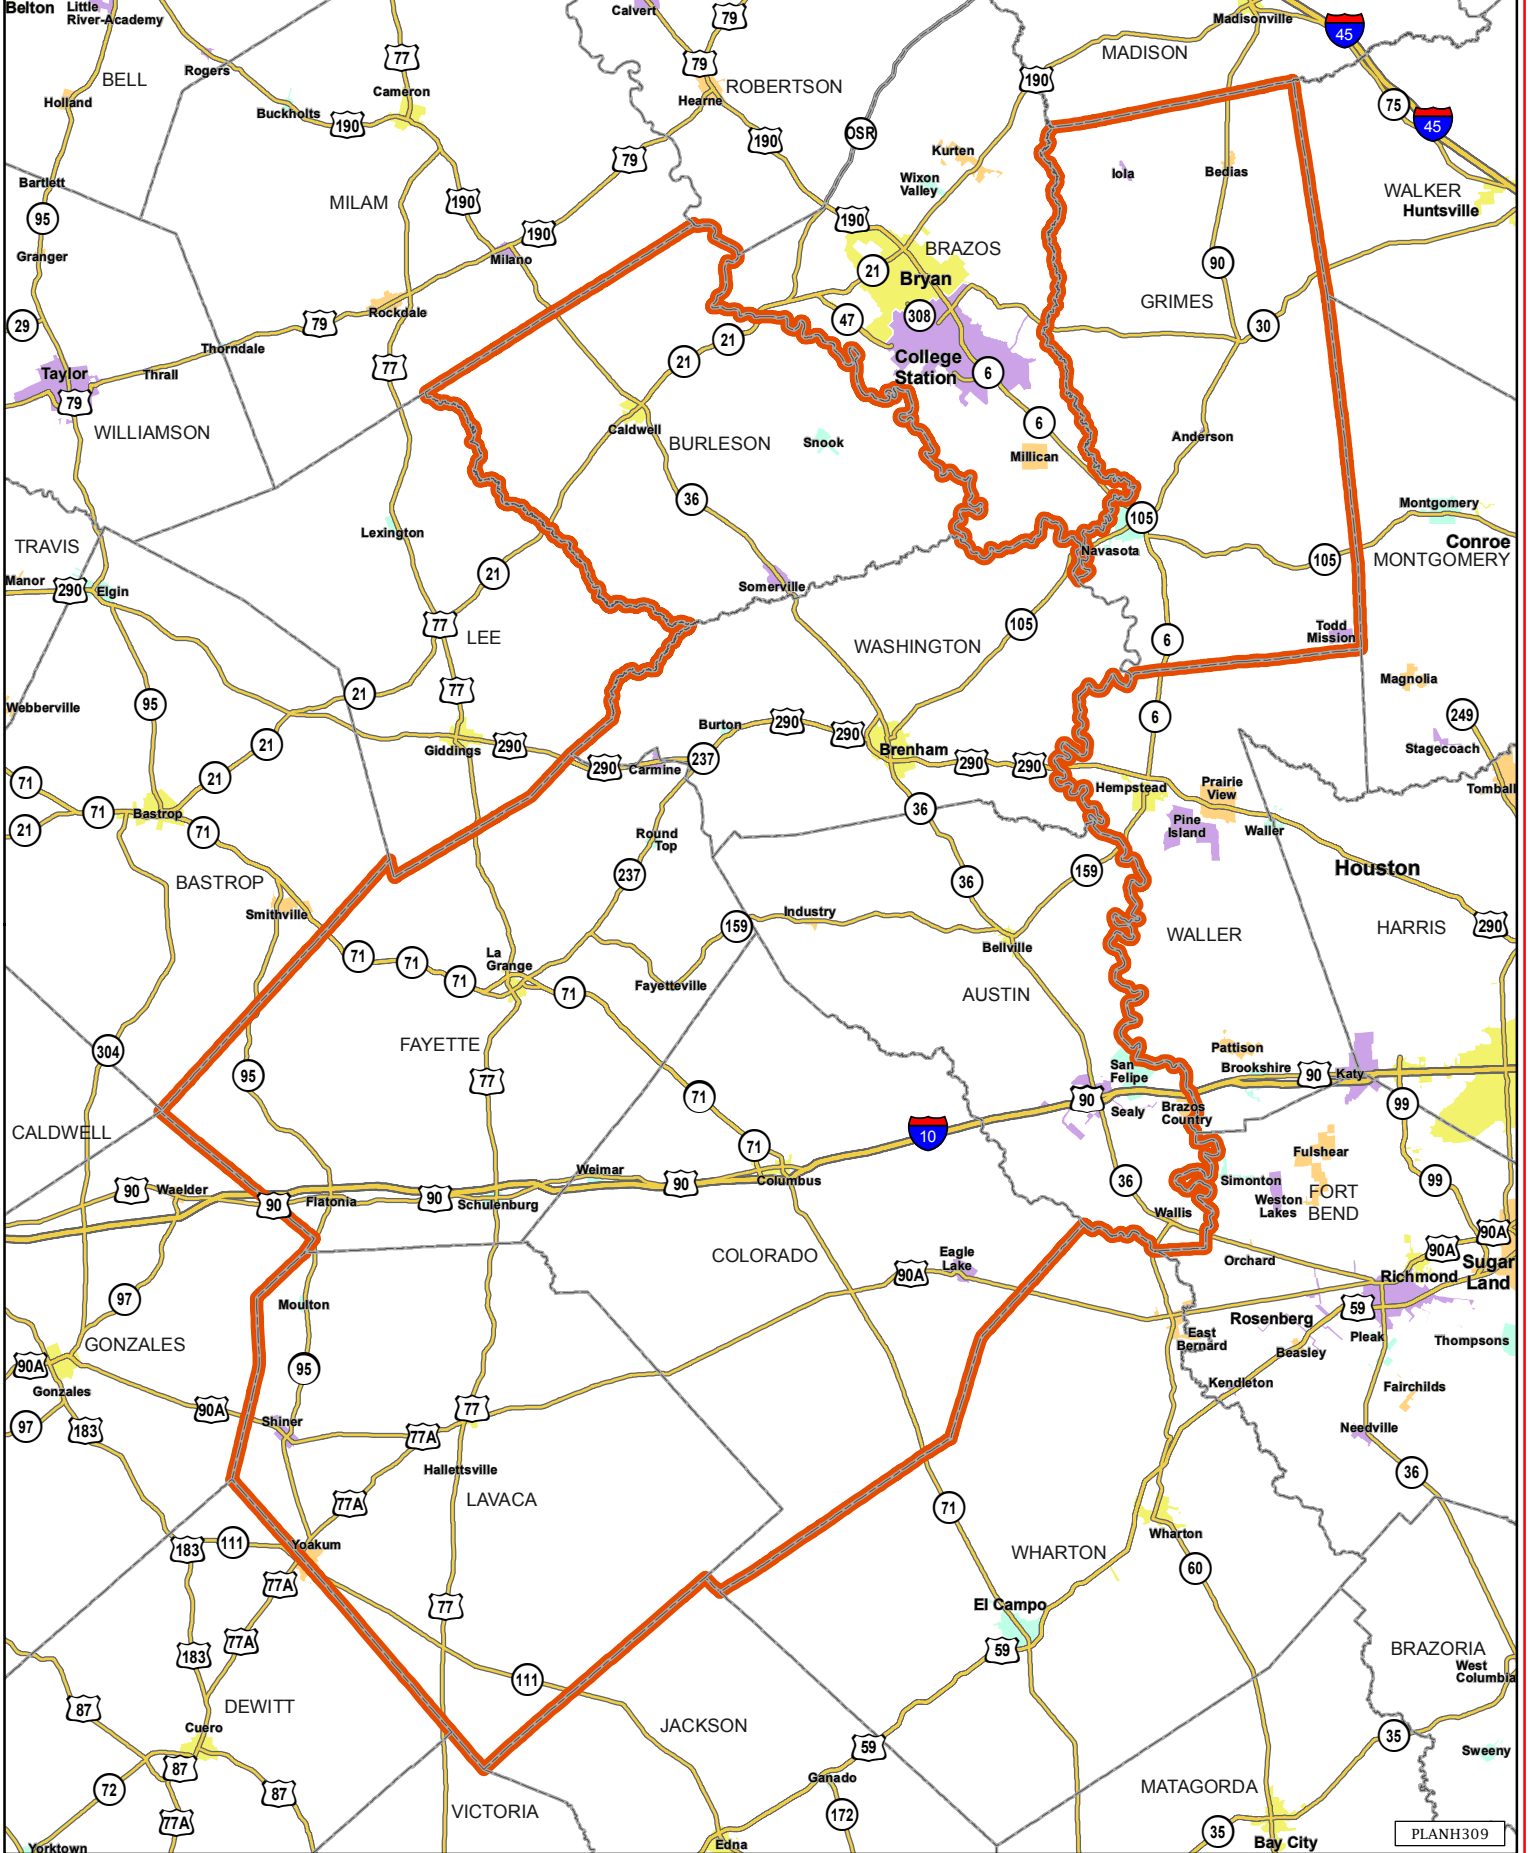 Belton
Little
River-Academy
Calvert
79
Madisonville
45
77
BELL
Rogers
79
190
MADISON
Holland
Cameron
Hearne
ROBERTSON
75
Buckholts
190
190
OSR
45
79
Kurten
Iola
Bedias
Bartlett
Wixon
Valley
WALKER
Huntsville
95
MILAM
190
190
190
BRAZOS
Granger
Milano
21
Bryan
90
GRIMES
Rockdale
29
79
47
308
30
Thorndale
21
21
Taylor
Thrall
77
College
Station
6
79
WILLIAMSON
Caldwell
BURLESON
Snook
6
Anderson
Millican
36
Montgomery
Lexington
105
TRAVIS
Navasota
105
Conroe
MONTGOMERY
Manor
290
Elgin
21
Somerville
77
LEE
WASHINGTON
105
6
Todd
Mission
77
21
95
Webberville
Magnolia
6
249
21
Burton
290
290
Giddings
290
290
Carmine
237
Brenham
290
290
Stagecoach
71
21
Hempstead
Prairie
View
Tomball
71
Bastrop
36
21
71
Round
Top
Pine
Island
Waller
237
159
Houston
BASTROP
36
Smithville
Industry
159
290
La
Grange
Bellville
WALLER
HARRIS
71
71
71
71
Fayetteville
AUSTIN
304
FAYETTE
Pattison
95
77
San
Felipe
Brookshire
90
Katy
71
90
Sealy
Brazos
Country
99
CALDWELL
10
71
Fulshear
Weimar
Columbus
36
Simonton
99
90
Waelder
90
Flatonia
90
Schulenburg
90
Weston
Lakes
FORT
BEND
Wallis
COLORADO
90A
Eagle
Lake
90A
90A
Orchard
Richmond
Sugar
Land
97
Moulton
59
Rosenberg
GONZALES
East
Bernard
Pleak
Thompsons
Beasley
90A
95
Gonzales
Kendleton
Fairchilds
90A
77
97
183
Shiner
77A
Needville
Hallettsville
36
LAVACA
77A
71
Wharton
183
111
Yoakum
WHARTON
60
77A
77
El Campo
77A
183
59
BRAZORIA
111
West
Columbia
87
DEWITT
JACKSON
Cuero
35
59
Sweeny
87
Ganado
72
87
MATAGORDA
77A
VICTORIA
172
35
PLANH309
Yorktown
Edna
Bay City